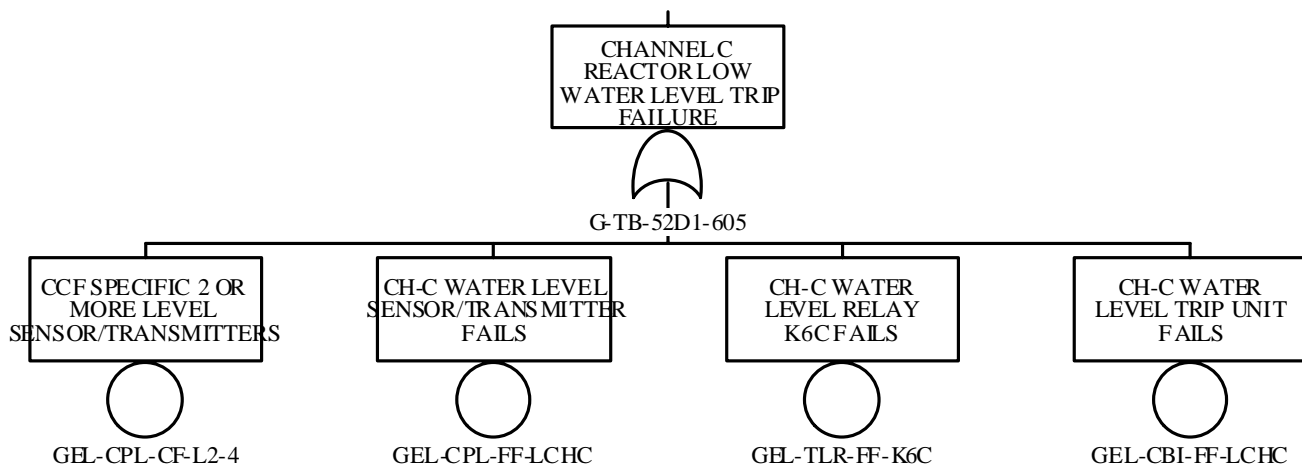 CHANNEL C
REACTOR LOW
WATER LEVEL TRIP
FAILURE
G-TB-52D1-605
CCF SPECIFIC 2 OR
MORE LEVEL
SENSOR/TRANSMITTERS
GEL-CPL-CF-L2-4
CH-C WATER LEVEL
SENSOR/TRANSMITTER
FAILS
GEL-CPL-FF-LCHC
CH-C WATER
LEVEL RELAY
K6C FAILS
GEL-TLR-FF-K6C
CH-C WATER
LEVEL TRIP UNIT
FAILS
GEL-CBI-FF-LCHC